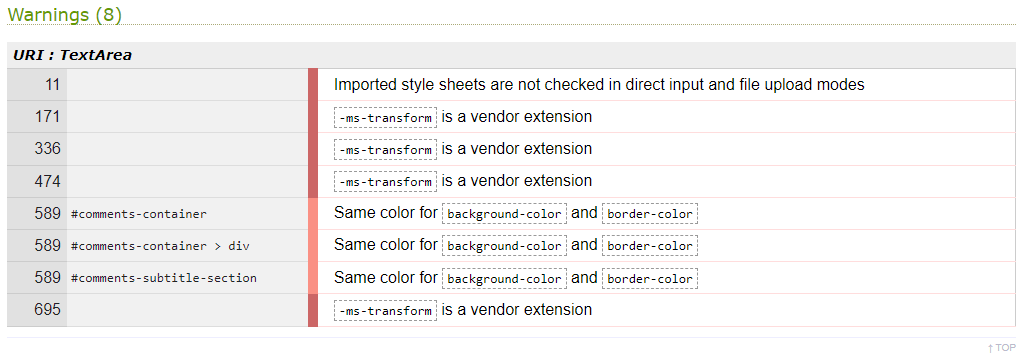 Warnings (8)
URI : TextArea
11 Imported style sheets are not checked in direct input and file upload modes
171 -ms-transform is a vendor extension
336 -ms-transform is a vendor extension
474 -ms-transform is a vendor extension
589 #comments-container Same color for background-color and border-color
589 #comments-container > div Same color for background-color and border-color
589 #comments-subtitle-section Same color for background-color and border-color
695 -ms-transform is a vendor extension
↑ TOP